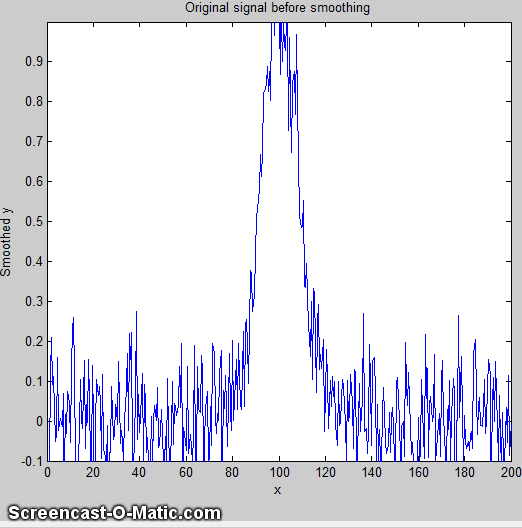 Original signal before smoothing
Smoothed y
0.9
0.8
0.7
0.6
0.5
0.4
0.3
0.2
0.1
0
-0.1
0 20 40 60 80 100 120 140 160 180 200
x
Screencast-O-Matic.com